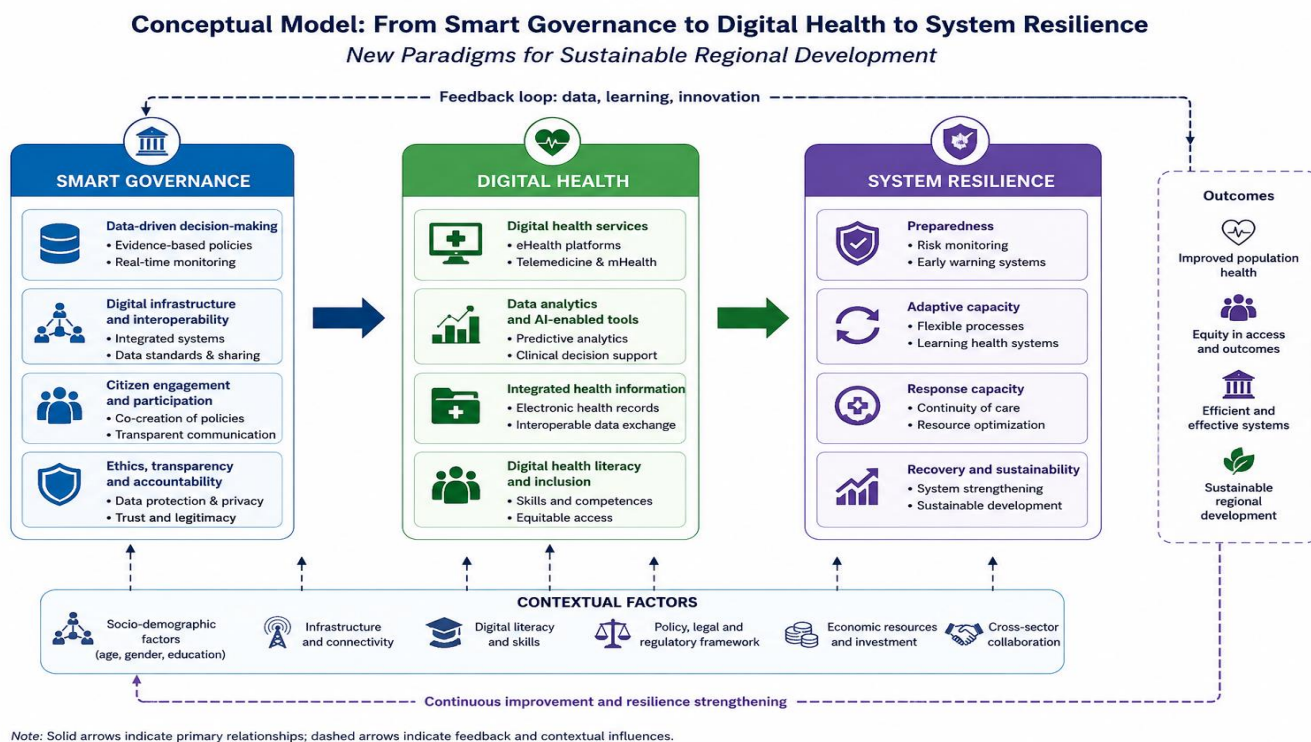 Conceptual Model: From Smart Governance to Digital Health to System Resilience
New Paradigms for Sustainable Regional Development
Feedback loop: data, learning, innovation
SMART GOVERNANCE
Data-driven decision-making
• Evidence-based policies
• Real-time monitoring
Digital infrastructure
and interoperability
• Integrated systems
• Data standards & sharing
Citizen engagement
and participation
• Co-creation of policies
• Transparent communication
Ethics, transparency
and accountability
• Data protection & privacy
• Trust and legitimacy
DIGITAL HEALTH
Digital health services
• eHealth platforms
• Telemedicine & mHealth
Data analytics
and AI-enabled tools
• Predictive analytics
• Clinical decision support
Integrated health information
• Electronic health records
• Interoperable data exchange
Digital health literacy
and inclusion
• Skills and competences
• Equitable access
SYSTEM RESILIENCE
Preparedness
• Risk monitoring
• Early warning systems
Adaptive capacity
• Flexible processes
• Learning health systems
Response capacity
• Continuity of care
• Resource optimization
Recovery and sustainability
• System strengthening
• Sustainable development
Outcomes
Improved population
health
Equity in access
and outcomes
Efficient and
effective systems
Sustainable
regional
development
CONTEXTUAL FACTORS
Socio-demographic
factors
(age, gender, education)
Infrastructure
and connectivity
Digital literacy
and skills
Policy, legal and
regulatory framework
Economic resources
and investment
Cross-sector
collaboration
Continuous improvement and resilience strengthening
Note: Solid arrows indicate primary relationships; dashed arrows indicate feedback and contextual influences.